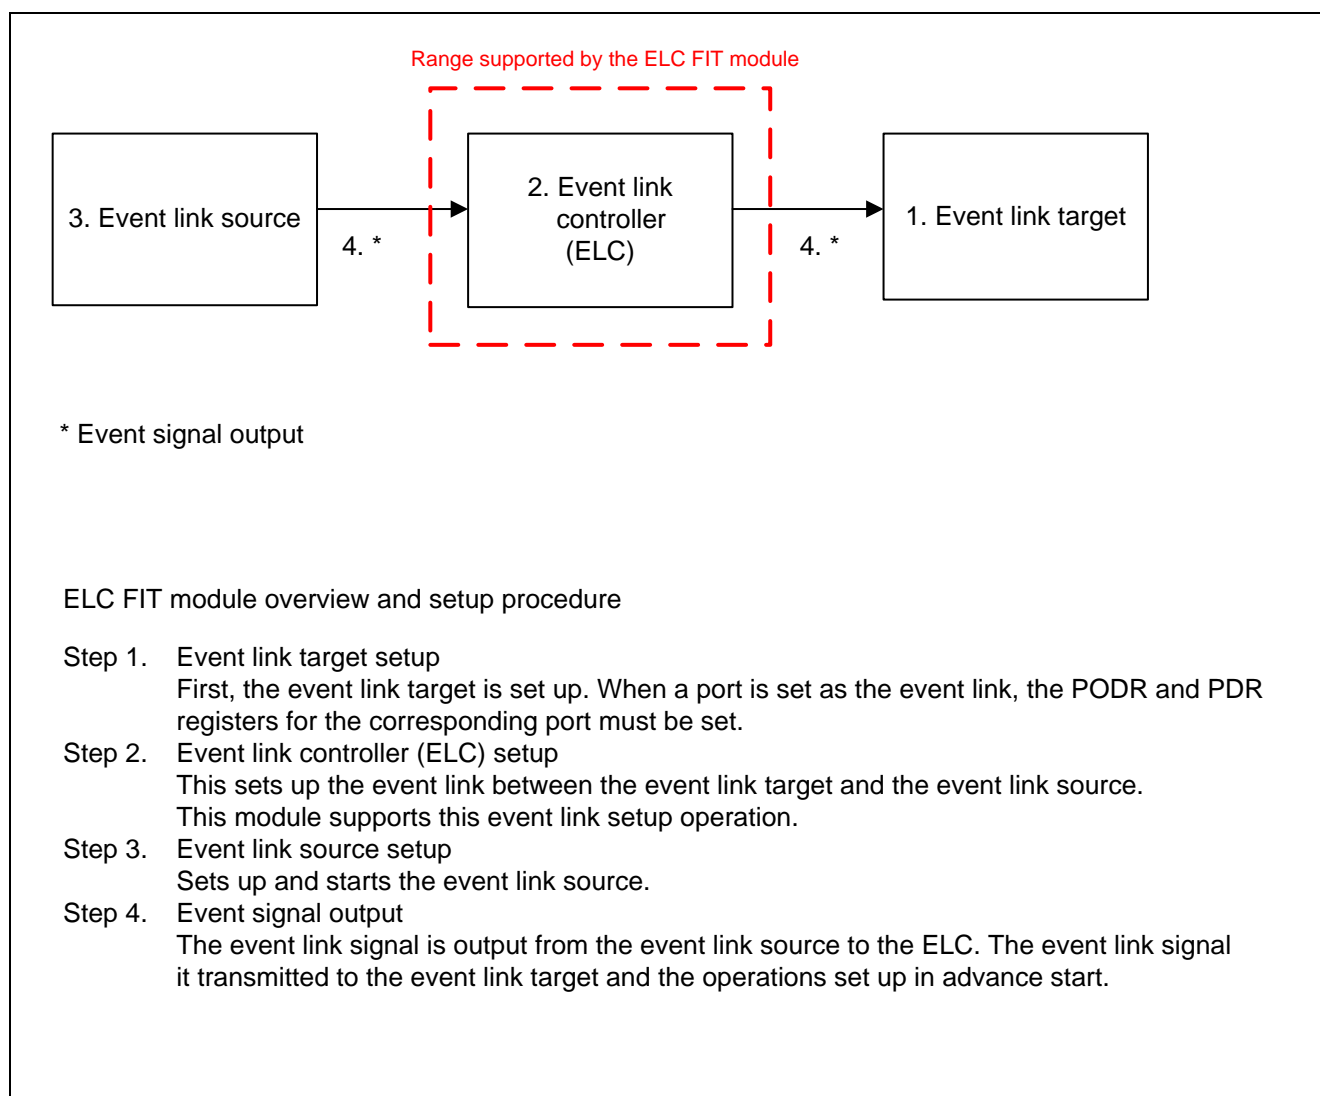 Range supported by the ELC FIT module
3. Event link source
4. *
2. Event link
controller
(ELC)
4. *
1. Event link target
* Event signal output
ELC FIT module overview and setup procedure
Step 1. Event link target setup
First, the event link target is set up. When a port is set as the event link, the PODR and PDR
registers for the corresponding port must be set.
Step 2. Event link controller (ELC) setup
This sets up the event link between the event link target and the event link source.
This module supports this event link setup operation.
Step 3. Event link source setup
Sets up and starts the event link source.
Step 4. Event signal output
The event link signal is output from the event link source to the ELC. The event link signal
it transmitted to the event link target and the operations set up in advance start.